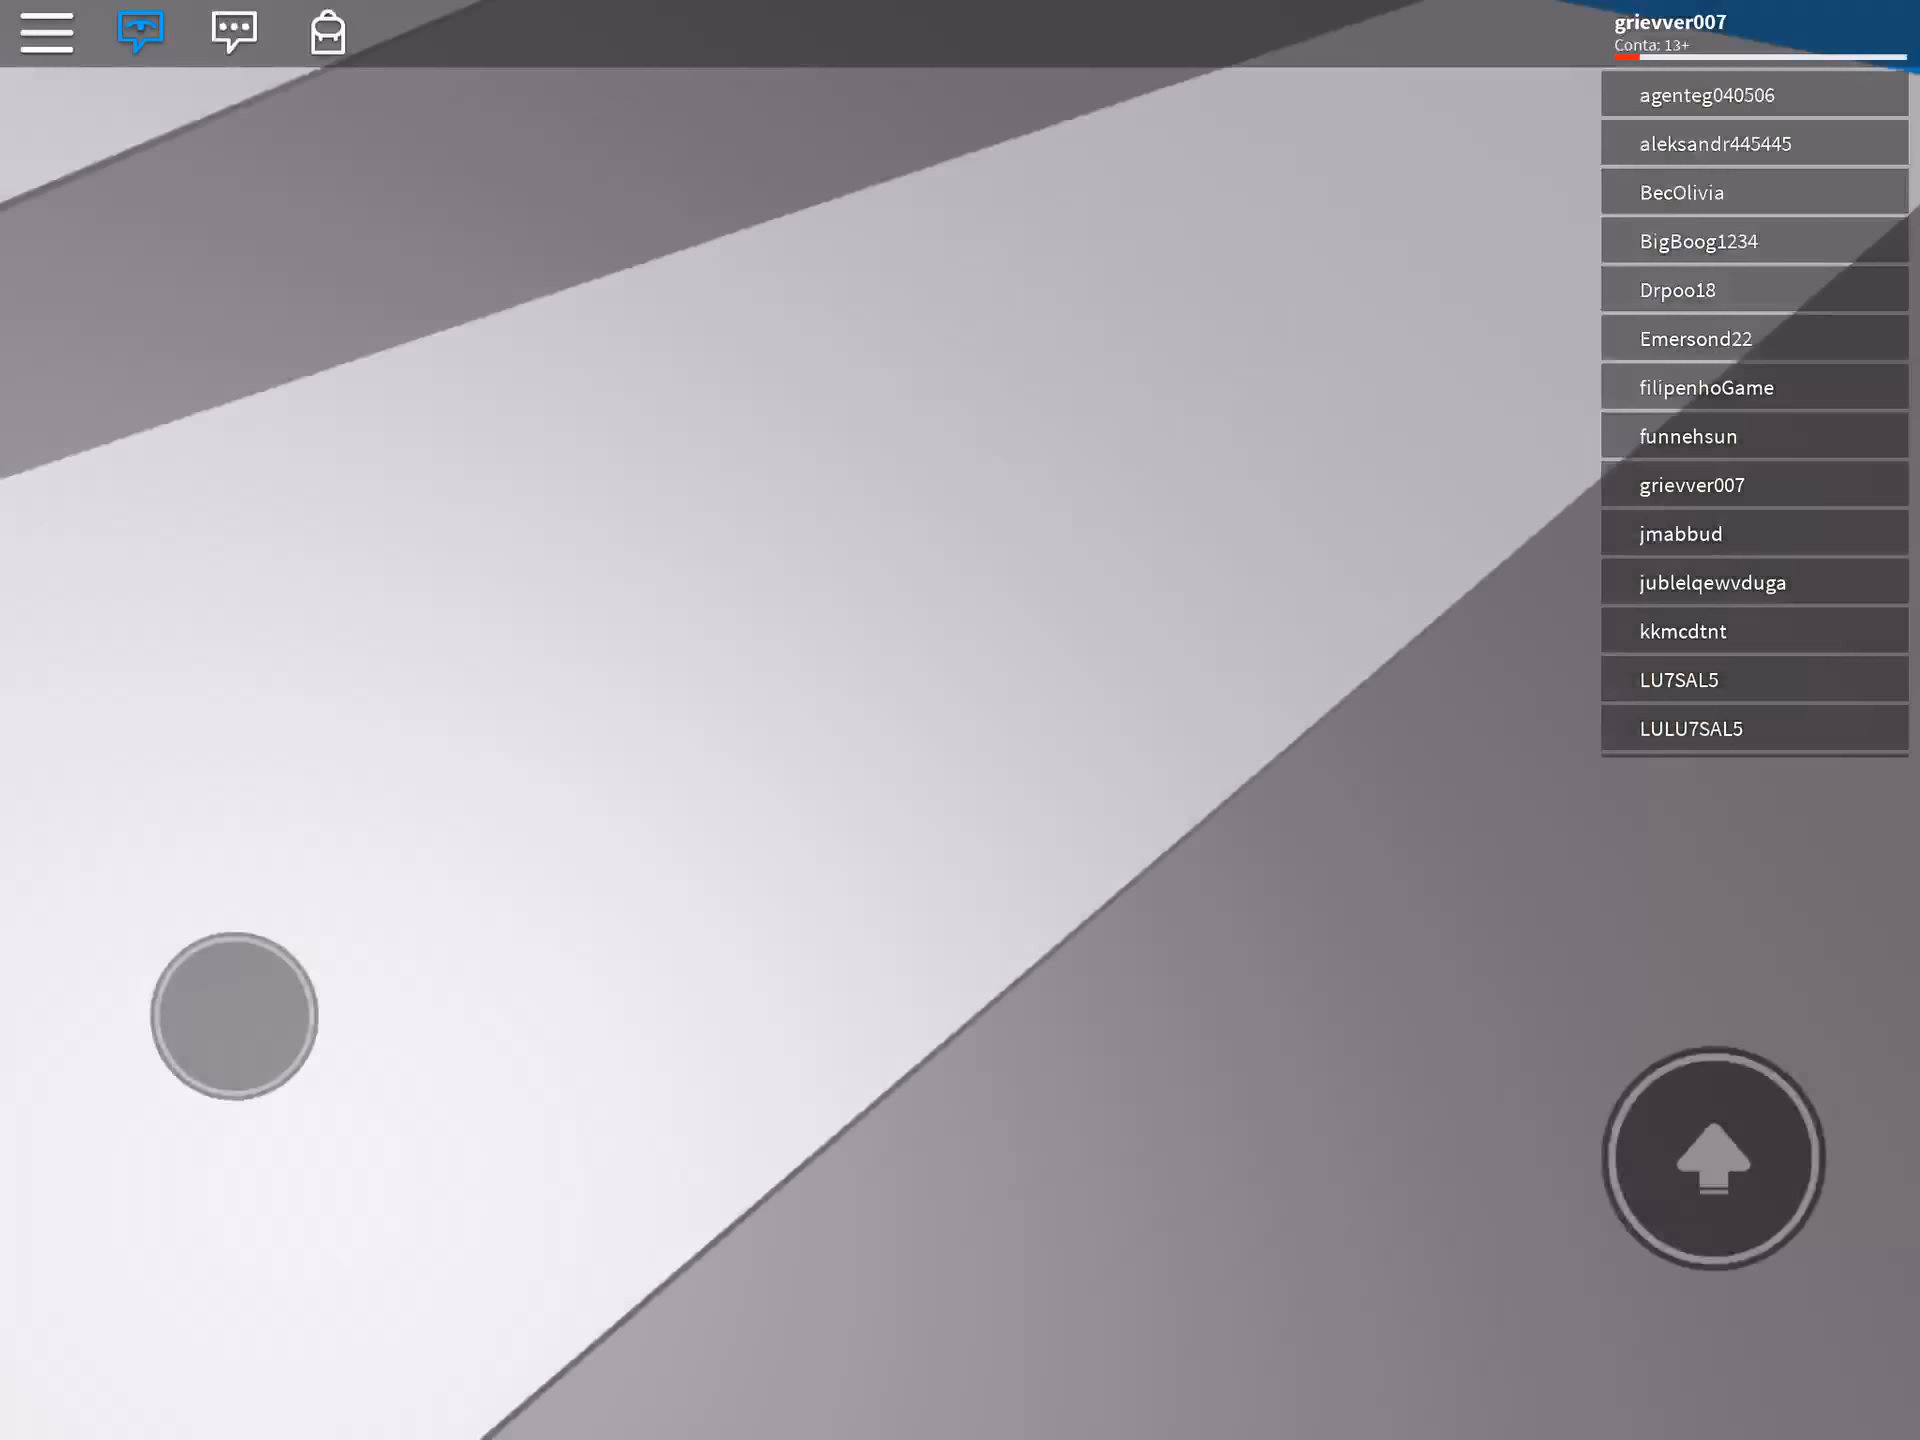 grievver007
Conta: 13+
agenteg040506
aleksandr445445
BecOlivia
BigBoog1234
Drpoo18
Emersond22
filipenhoGame
funnehsun
grievver007
jmabbud
jublelqewvduga
kkmcdtnt
LU7SAL5
LULU7SAL5